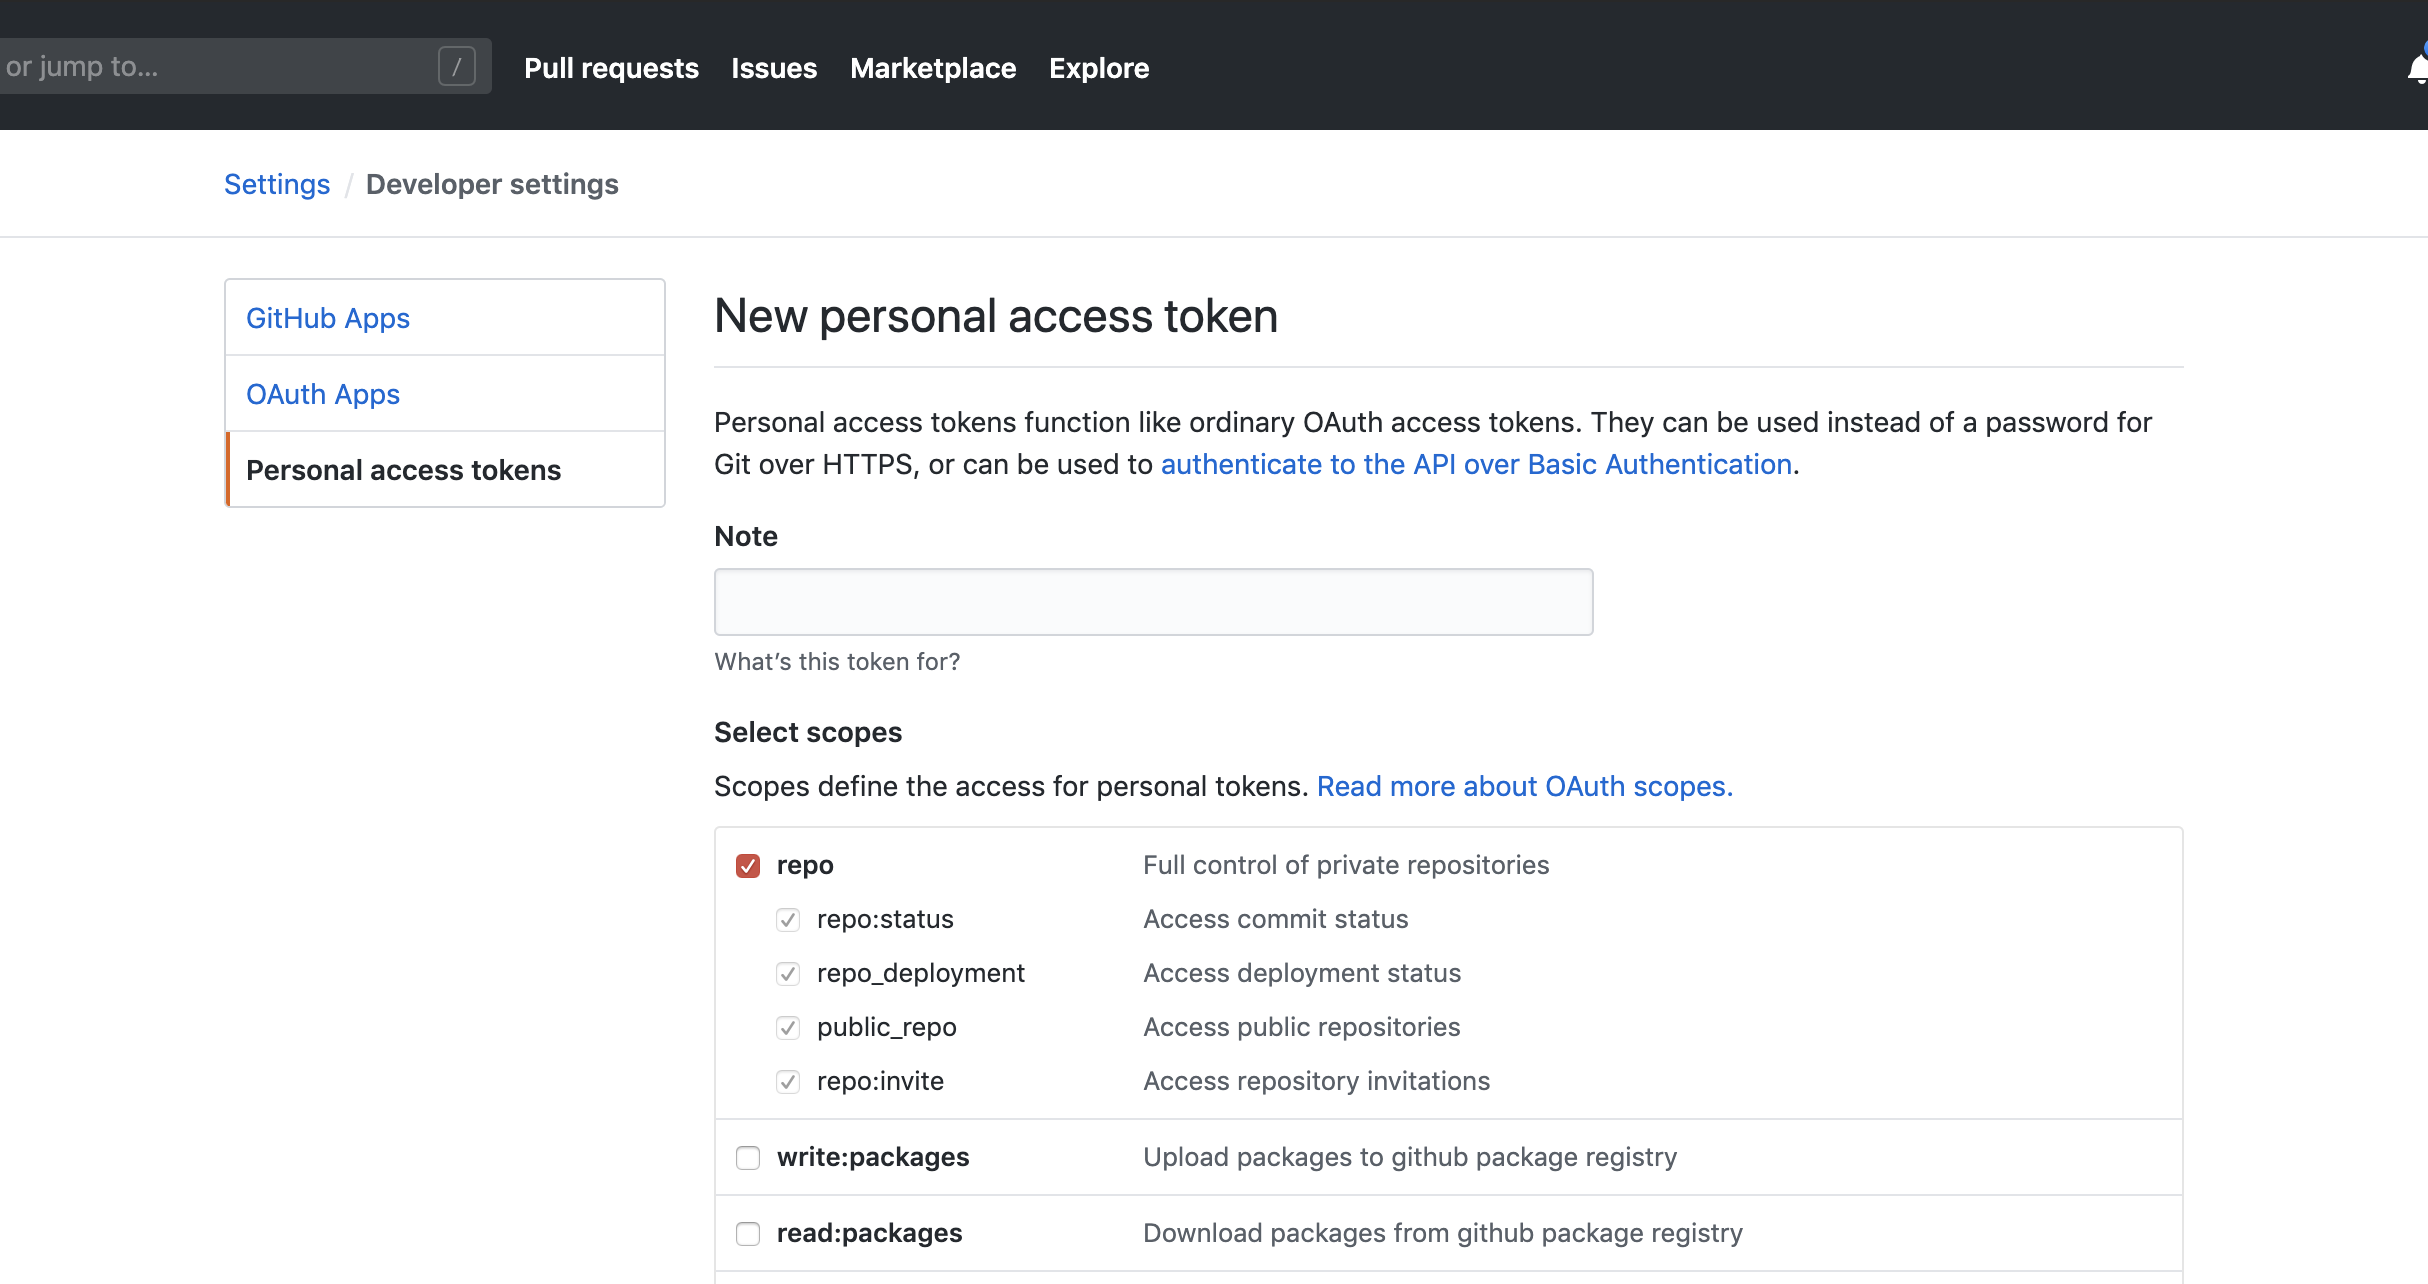 or jump to...
/
Pull requests Issues Marketplace Explore
Settings / Developer settings
GitHub Apps
OAuth Apps
Personal access tokens
New personal access token
Personal access tokens function like ordinary OAuth access tokens. They can be used instead of a password for
Git over HTTPS, or can be used to authenticate to the API over Basic Authentication.
Note
What’s this token for?
Select scopes
Scopes define the access for personal tokens. Read more about OAuth scopes.
repo Full control of private repositories
repo:status Access commit status
repo_deployment Access deployment status
public_repo Access public repositories
repo:invite Access repository invitations
write:packages Upload packages to github package registry
read:packages Download packages from github package registry